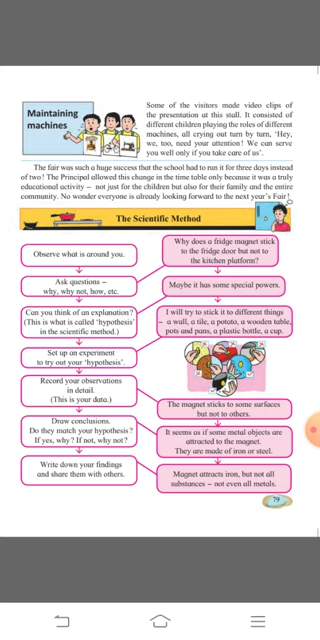 Maintaining
machines
Some of the visitors made video clips of
the presentation at this stall. It consisted of
different children playing the roles of different
machines, all crying out turn by turn, 'Hey,
we, too, need your attention! We can serve
you well only if you take care of us'.
The fair was such a huge success that the school had to run it for three days instead
of two! The Principal allowed this change in the time table only because it was a truly
educational activity – not just for the children but also for their family and the entire
community. No wonder everyone is already looking forward to the next year's Fair!
The Scientific Method
Observe what is around you.
Why does a fridge magnet stick
to the fridge door but not to
the kitchen platform?
Ask questions –
why, why not, how, etc.
Maybe it has some special powers.
Can you think of an explanation?
(This is what is called 'hypothesis'
in the scientific method.)
I will try to stick it to different things
– a wall, a tile, a potato, a wooden table,
pots and pans, a plastic bottle, a cup.
Set up an experiment
to try out your 'hypothesis'.
Record your observations
in detail.
(This is your data.)
The magnet sticks to some surfaces
but not to others.
Draw conclusions.
Do they match your hypothesis?
If yes, why? If not, why not?
It seems as if some metal objects are
attracted to the magnet.
They are made of iron or steel.
Write down your findings
and share them with others.
Magnet attracts iron, but not all
substances – not even all metals.
79